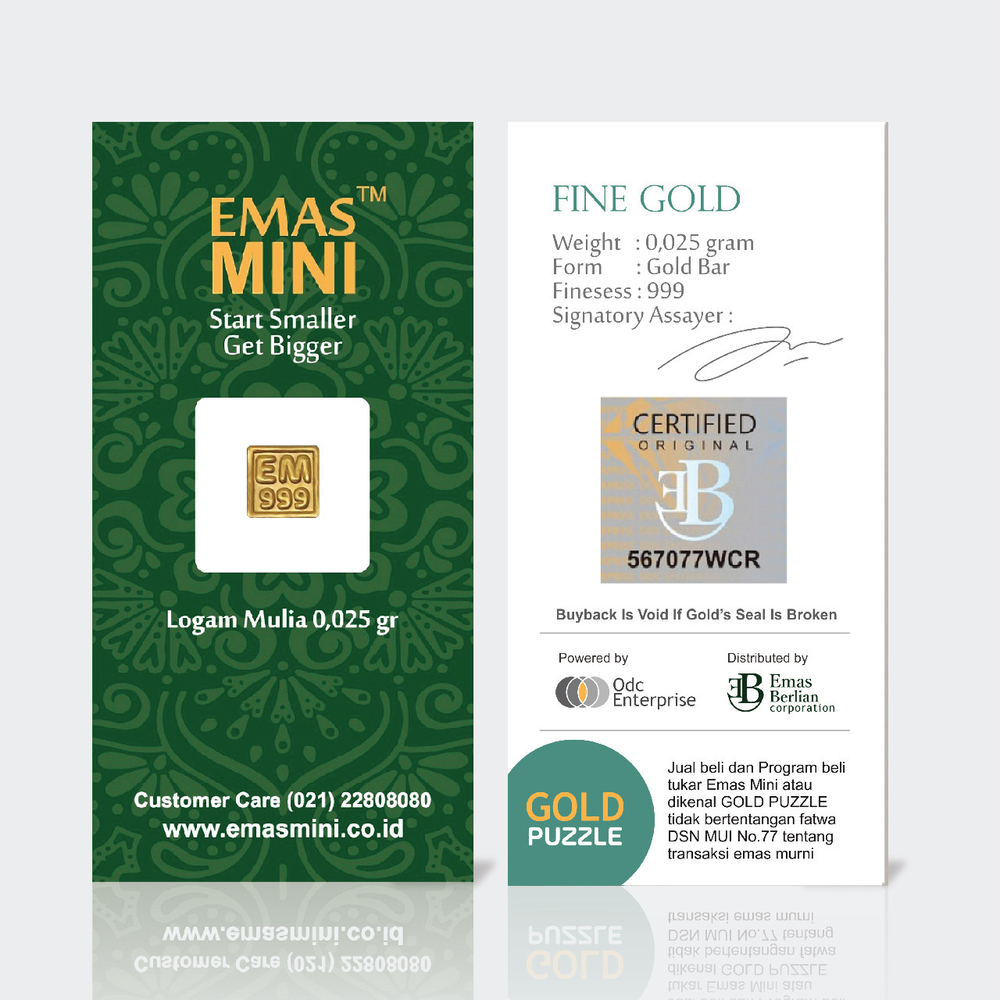 EMAS™
MINI
Start Smaller
Get Bigger
EM
999
Logam Mulia 0,025 gr
Customer Care (021) 22808080
www.emasmini.co.id
FINE GOLD
Weight : 0,025 gram
Form : Gold Bar
Finesess : 999
Signatory Assayer :
CERTIFIED
ORIGINAL
EB
567077WCR
Buyback Is Void If Gold's Seal Is Broken
Powered by
Odc
Enterprise
Distributed by
EB
Emas
Berlian
corporation
GOLD
PUZZLE
Jual beli dan Program beli
tukar Emas Mini atau
dikenal GOLD PUZZLE
tidak bertentangan fatwa
DSN MUI No.77 tentang
transaksi emas murni